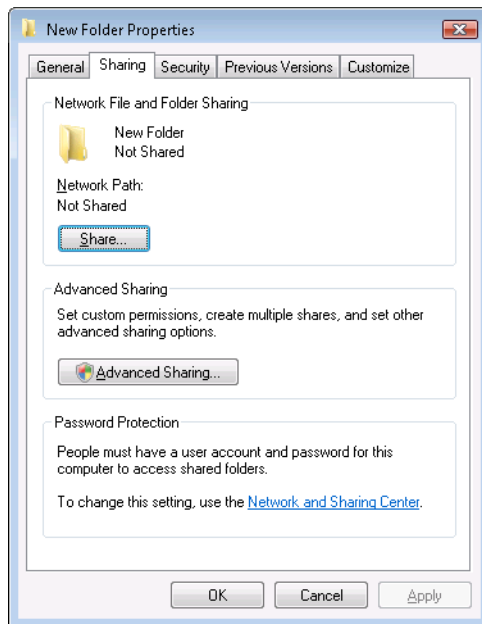 New Folder Properties
General Sharing Security Previous Versions Customize
Network File and Folder Sharing
New Folder
Not Shared
Network Path:
Not Shared
Share...
Advanced Sharing
Set custom permissions, create multiple shares, and set other
advanced sharing options.
Advanced Sharing...
Password Protection
People must have a user account and password for this
computer to access shared folders.
To change this setting, use the Network and Sharing Center.
OK Cancel Apply